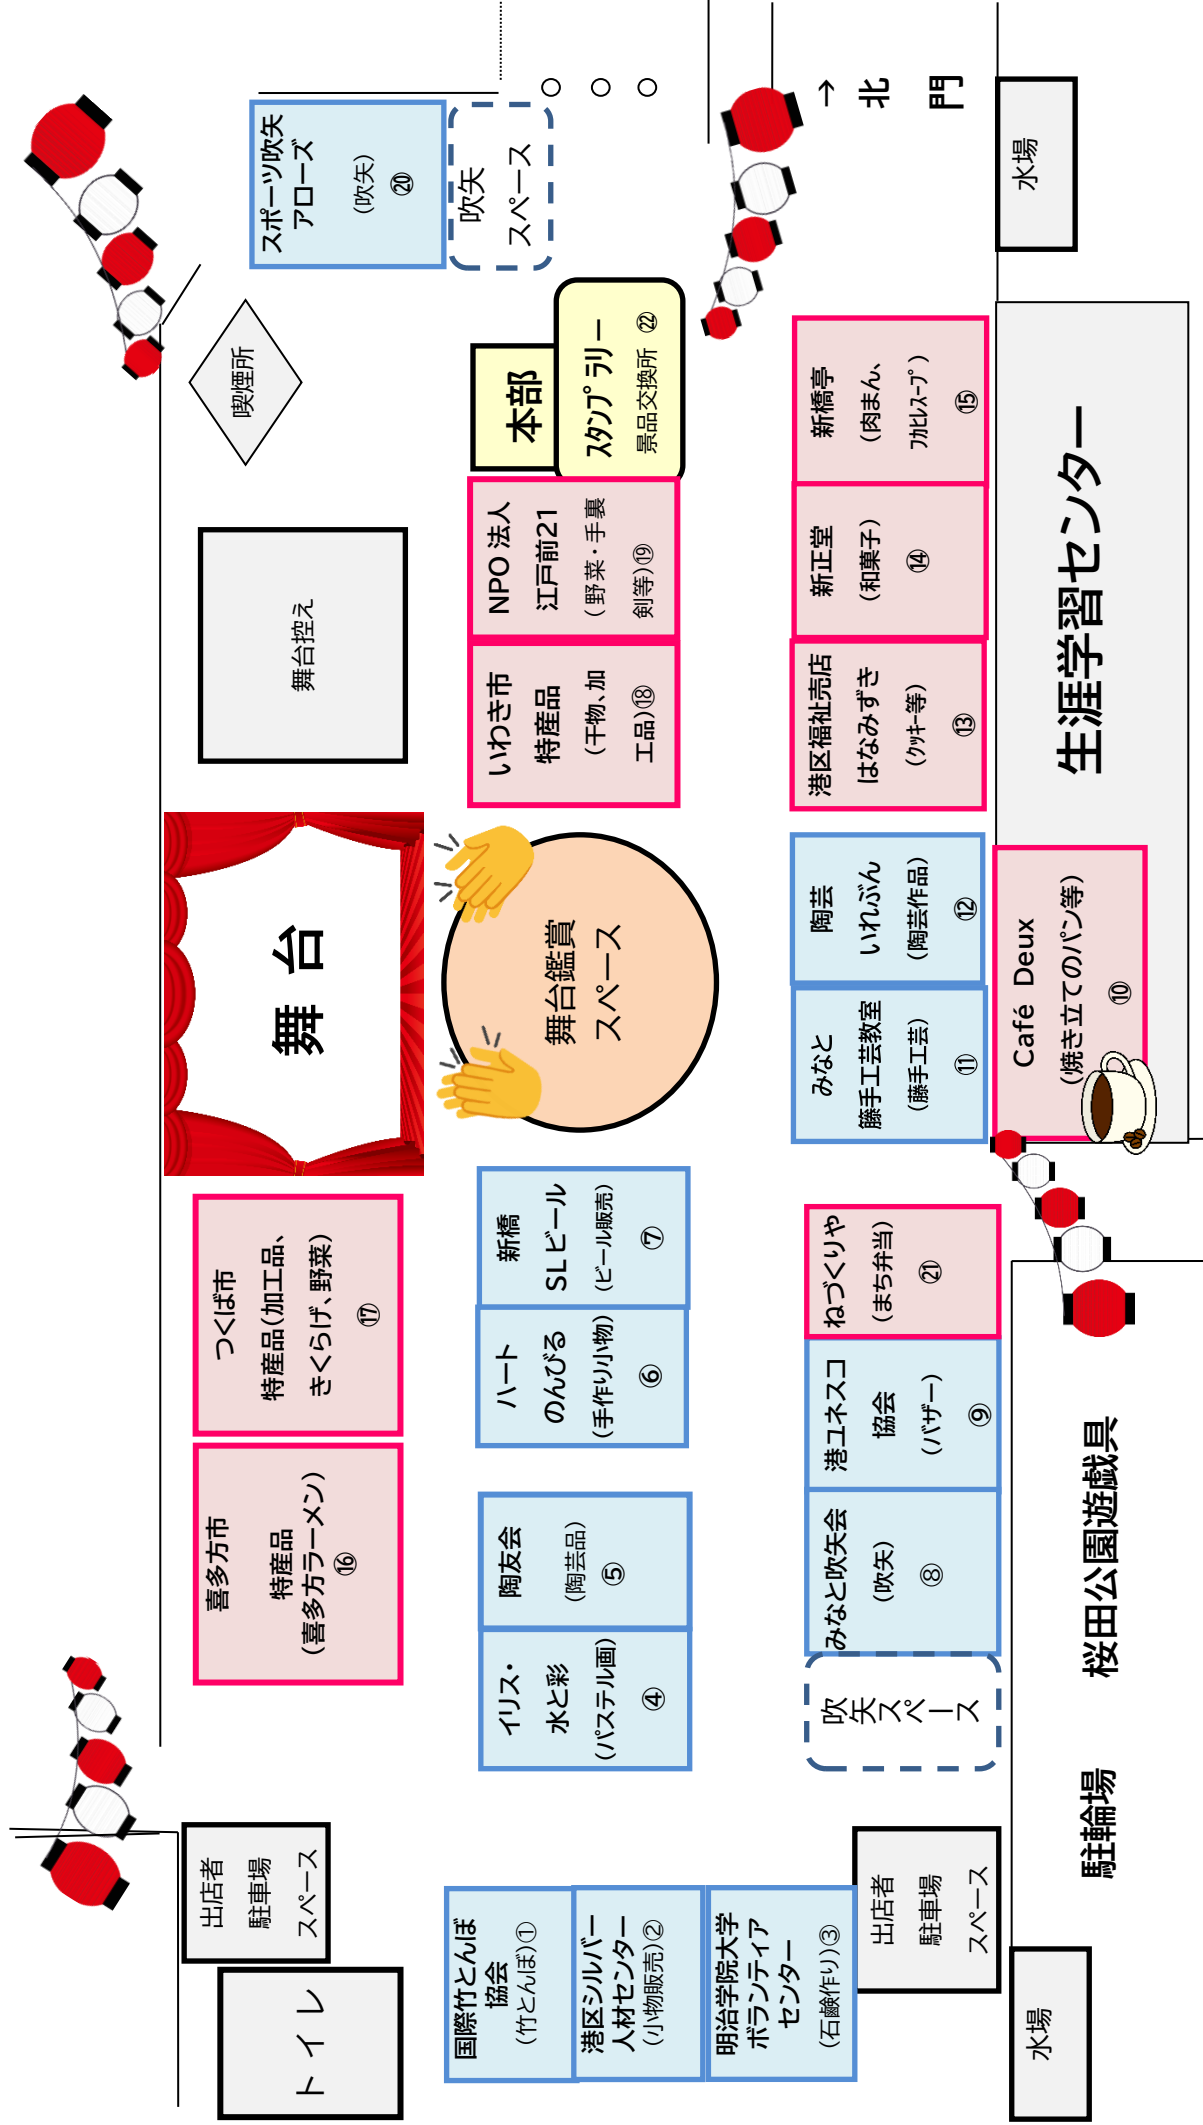 トイレ
出店者
駐車場
スペース
喜多方市
特産品
(喜多方ラーメン)
⑯
つくば市
特産品(加工品、
きくらげ、野菜)
⑰
舞 台
舞台控え
喫煙所
スポーツ吹矢
アローズ
(吹矢)
⑳
吹矢
スペース
国際竹とんぼ
協会
(竹とんぼ)①
港区シルバー
人材センター
(小物販売)②
明治学院大学
ボランティア
センター
(石鹸作り)③
イリス・
水と彩
(パステル画)
④
陶友会
(陶芸品)
⑤
ハート
のんびる
(手作り小物)
⑥
新橋
SLビール
(ビール販売)
⑦
舞台鑑賞
スペース
いわき市
特産品
(干物、加
工品)⑱
NPO 法人
江戸前21
(野菜・手裏
剣等)⑲
本部
スタンプラリー
景品交換所 ㉒
→
北 門
出店者
駐車場
スペース
吹矢スペース
みなと吹矢会
(吹矢)
⑧
港ユネスコ
協会
(バザー)
⑨
ねづくりや
(まち弁当)
㉑
みなと
籐手工芸教室
(藤手工芸)
⑪
陶芸
いれぶん
(陶芸作品)
⑫
港区福祉売店
はなみずき
(クッキー等)
⑬
新正堂
(和菓子)
⑭
新橋亭
(肉まん、
フカヒレスープ)
⑮
水場
駐輪場
桜田公園遊戯具
Café Deux
(焼き立てのパン等)
⑩
生涯学習センター
水場